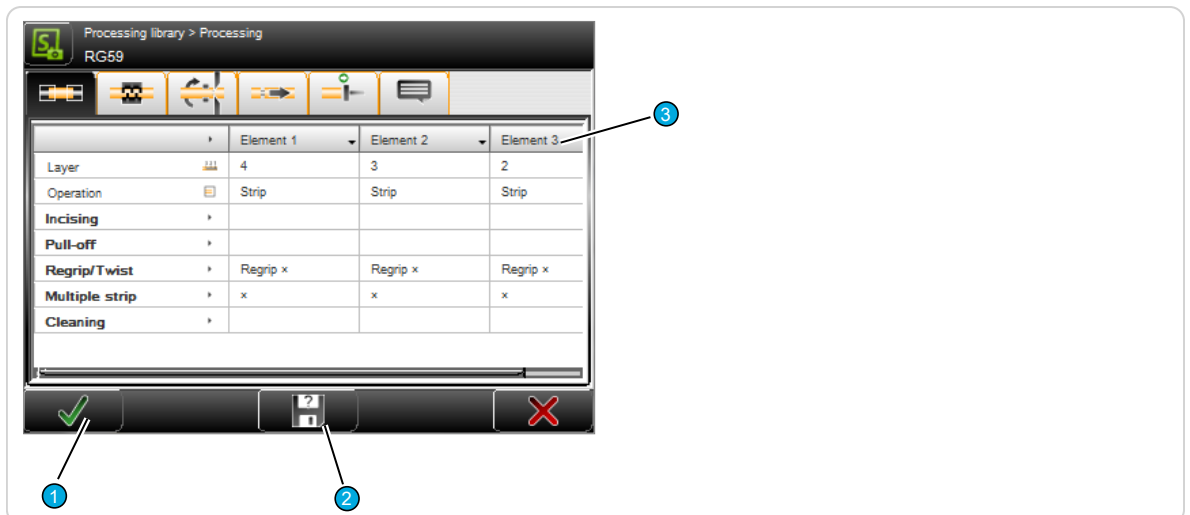 Processing library > Processing
RG59
Element 1 Element 2 Element 3
Layer 4 3 2
Operation Strip Strip Strip
Incising
Pull-off
Regrip/Twist Regrip × Regrip × Regrip ×
Multiple strip × × ×
Cleaning
?
1
2
3